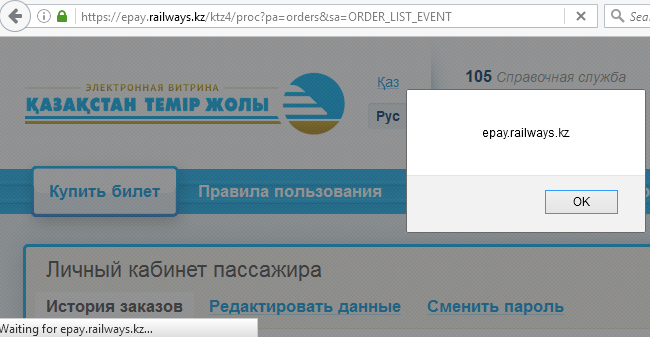 https://epay.railways.kz/ktz4/proc?pa=orders&sa=ORDER_LIST_EVENT
Sea
ЭЛЕКТРОННАЯ ВИТРИНА
ҚАЗАҚСТАН ТЕМІР ЖОЛЫ
Қаз
Рус
105 Справочная служба
epay.railways.kz
OK
Купить билет
Правила пользования
Личный кабинет пассажира
История заказов
Редактировать данные
Сменить пароль
Waiting for epay.railways.kz...